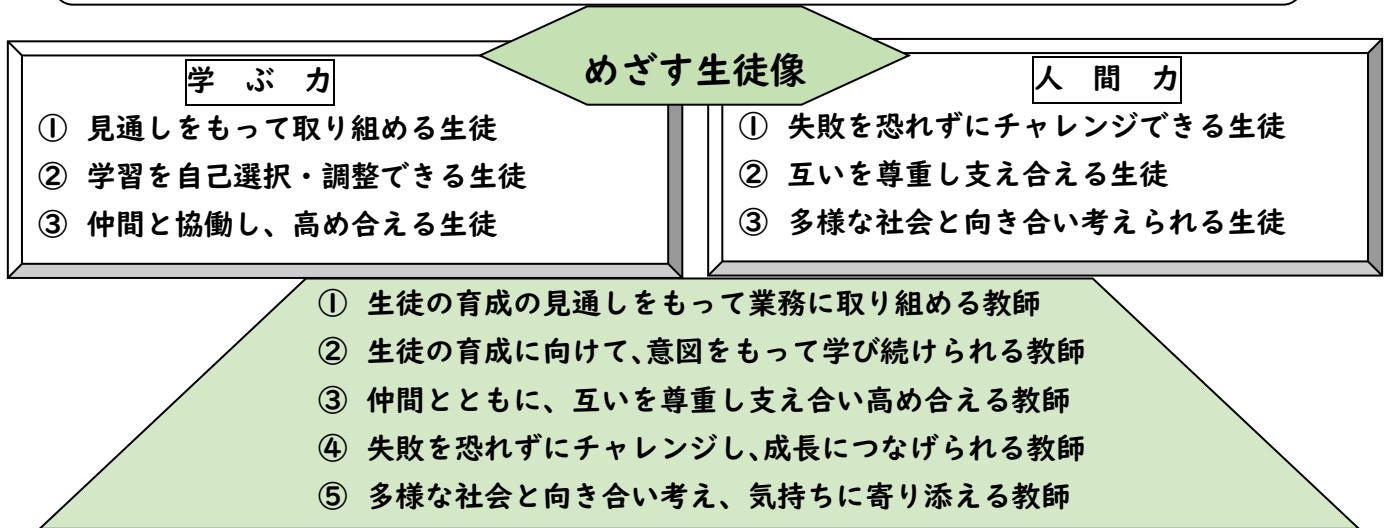 めざす生徒像
学 ぶ 力
① 見通しをもって取り組める生徒
② 学習を自己選択・調整できる生徒
③ 仲間と協働し、高め合える生徒
人 間 力
① 失敗を恐れずにチャレンジできる生徒
② 互いを尊重し支え合える生徒
③ 多様な社会と向き合い考えられる生徒
① 生徒の育成の見通しをもって業務に取り組める教師
② 生徒の育成に向けて、意図をもって学び続けられる教師
③ 仲間とともに、互いを尊重し支え合い高め合える教師
④ 失敗を恐れずにチャレンジし、成長につなげられる教師
⑤ 多様な社会と向き合い考え、気持ちに寄り添える教師